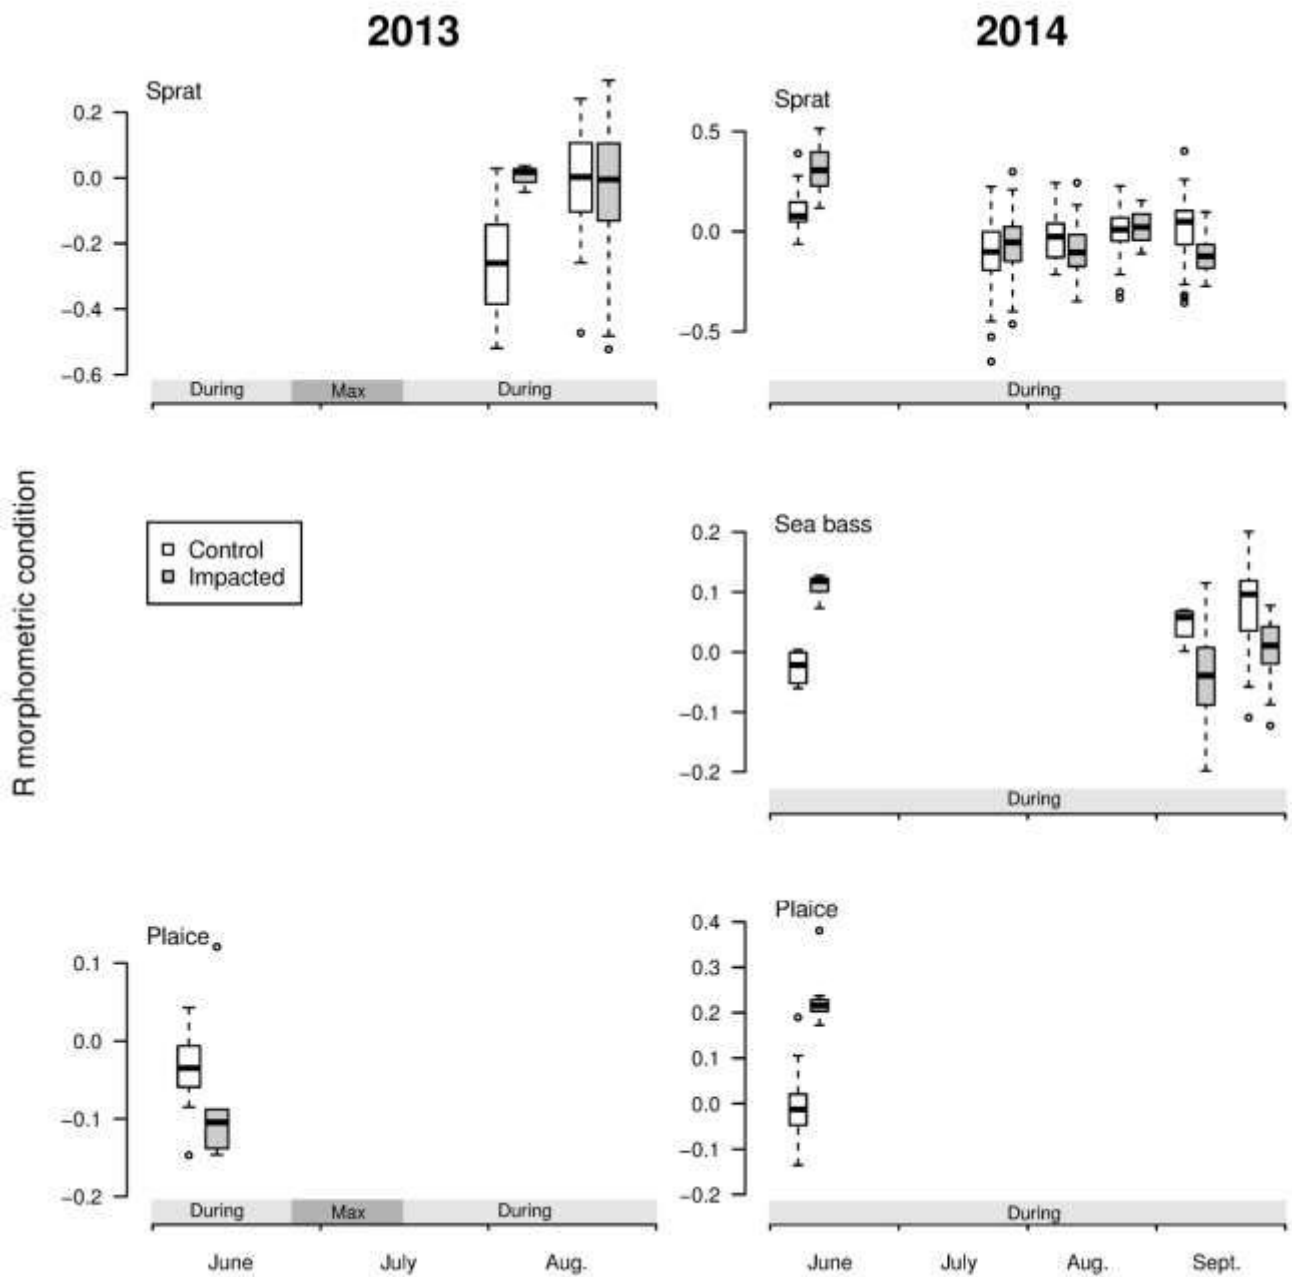 2013
2014
Sprat
0.2
0.0
−0.2
−0.4
−0.6
During
Max
During
Sprat
0.5
0.0
−0.5
During
R morphometric condition
Control
Impacted
Sea bass
0.2
0.1
0.0
−0.1
−0.2
During
Plaice
0.1
0.0
−0.1
−0.2
During
Max
During
June
July
Aug.
Plaice
0.4
0.3
0.2
0.1
0.0
−0.1
−0.2
During
June
July
Aug.
Sept.